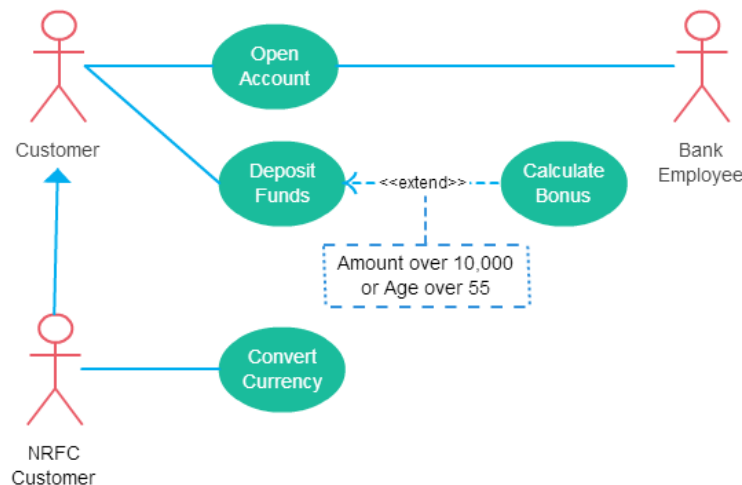 Open
Account
Customer
Bank
Employee
Deposit
Funds
<<extend>>
Calculate
Bonus
Amount over 10,000
or Age over 55
Convert
Currency
NRFC
Customer